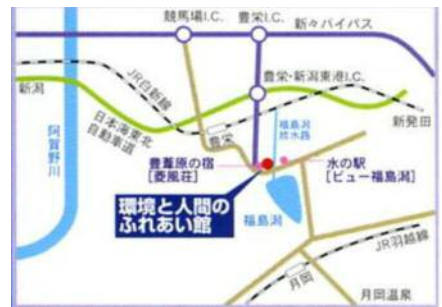 競馬場I.C.
豊栄I.C.
新々バイパス
JR白新線
豊栄・新潟東港I.C.
新潟
日本海東北
自動車道
豊栄
福島潟
放水路
新発田
阿賀野川
豊葦原の宿
[菱風荘]
水の駅
[ビュー福島潟]
環境と人間の
ふれあい館
福島潟
JR羽越線
月岡
月岡温泉